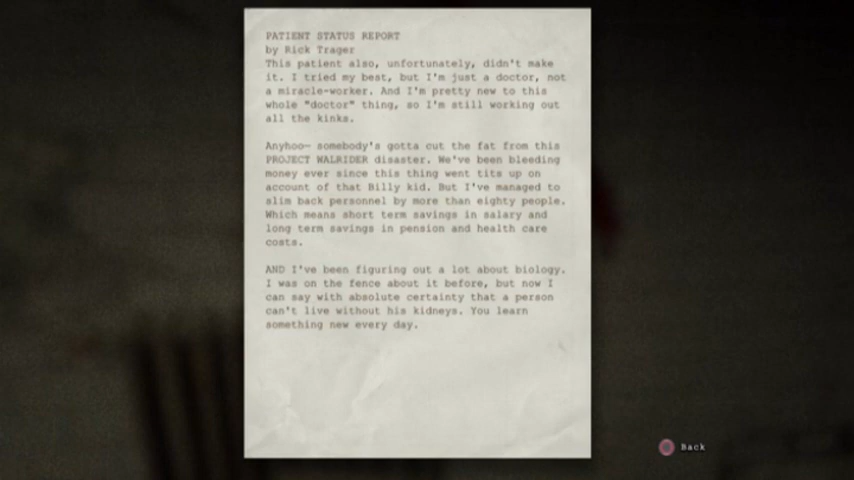 PATIENT STATUS REPORT
by Rick Trager
This patient also, unfortunately, didn't make
it. I tried my best, but I'm just a doctor, not
a miracle-worker. And I'm pretty new to this
whole "doctor" thing, so I'm still working out
all the kinks.
Anyhoo— somebody's gotta cut the fat from this
PROJECT WALRIDER disaster. We've been bleeding
money ever since this thing went tits up on
account of that Billy kid. But I've managed to
slim back personnel by more than eighty people.
Which means short term savings in salary and
long term savings in pension and health care
costs.
AND I've been figuring out a lot about biology.
I was on the fence about it before, but now I
can say with absolute certainty that a person
can't live without his kidneys. You learn
something new every day.
Back